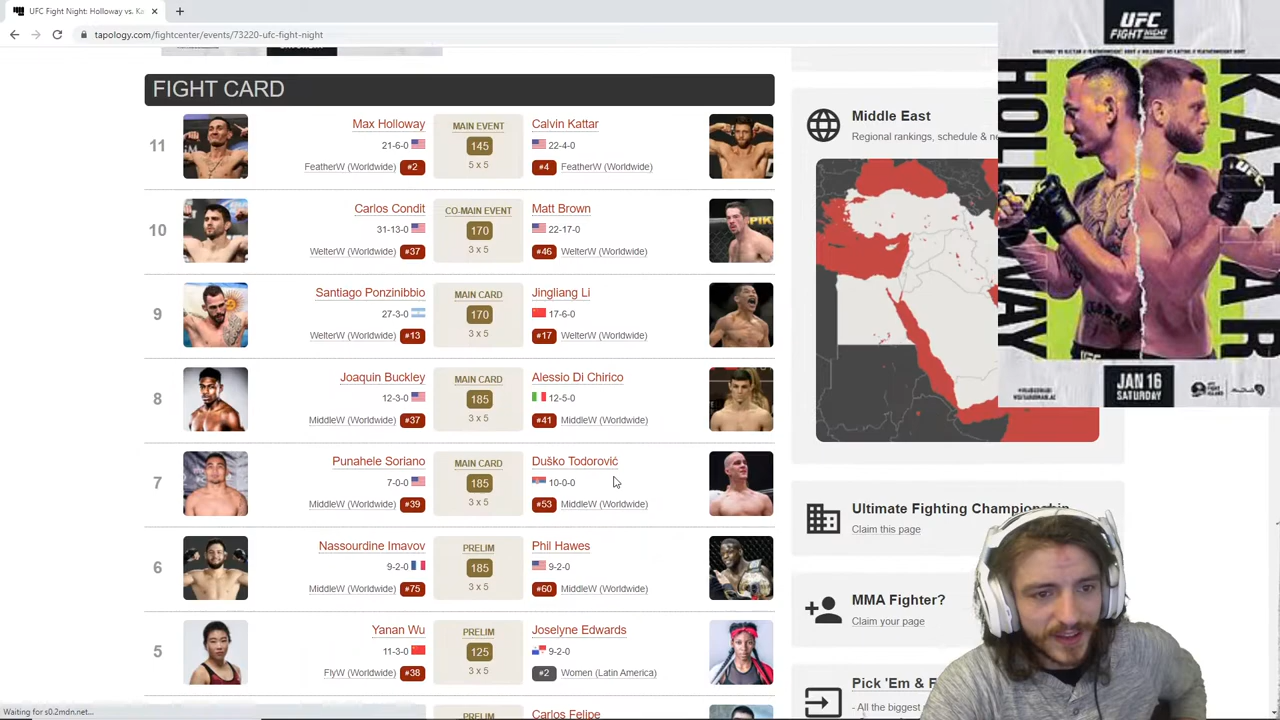 UFC Fight Night: Holloway vs. Ka
tapology.com/fightcenter/events/73220-ufc-fight-night
FIGHT CARD
11
Max Holloway
21-6-0
FeatherW (Worldwide) #2
MAIN EVENT
145
5 x 5
Calvin Kattar
22-4-0
#4 FeatherW (Worldwide)
10
Carlos Condit
31-13-0
WelterW (Worldwide) #37
CO-MAIN EVENT
170
3 x 5
Matt Brown
22-17-0
#46 WelterW (Worldwide)
9
Santiago Ponzinibbio
27-3-0
WelterW (Worldwide) #13
MAIN CARD
170
3 x 5
Jingliang Li
17-6-0
#17 WelterW (Worldwide)
8
Joaquin Buckley
12-3-0
MiddleW (Worldwide) #37
MAIN CARD
185
3 x 5
Alessio Di Chirico
12-5-0
#41 MiddleW (Worldwide)
7
Punahele Soriano
7-0-0
MiddleW (Worldwide) #39
MAIN CARD
185
3 x 5
Duško Todorović
10-0-0
#53 MiddleW (Worldwide)
6
Nassourdine Imavov
9-2-0
MiddleW (Worldwide) #75
PRELIM
185
3 x 5
Phil Hawes
9-2-0
#60 MiddleW (Worldwide)
5
Yanan Wu
11-3-0
FlyW (Worldwide) #38
PRELIM
125
3 x 5
Joselyne Edwards
9-2-0
#2 Women (Latin America)
PRELIM
Carlos Felipe
Waiting for s0.2mdn.net...
Middle East
Regional rankings, schedule & ne
Ultimate Fighting Championship
Claim this page
MMA Fighter?
Claim your page
Pick 'Em & F
- All the biggest
UFC
FIGHT NIGHT
HOLLOWAY
KATTAR
UFC
JAN 16
SATURDAY